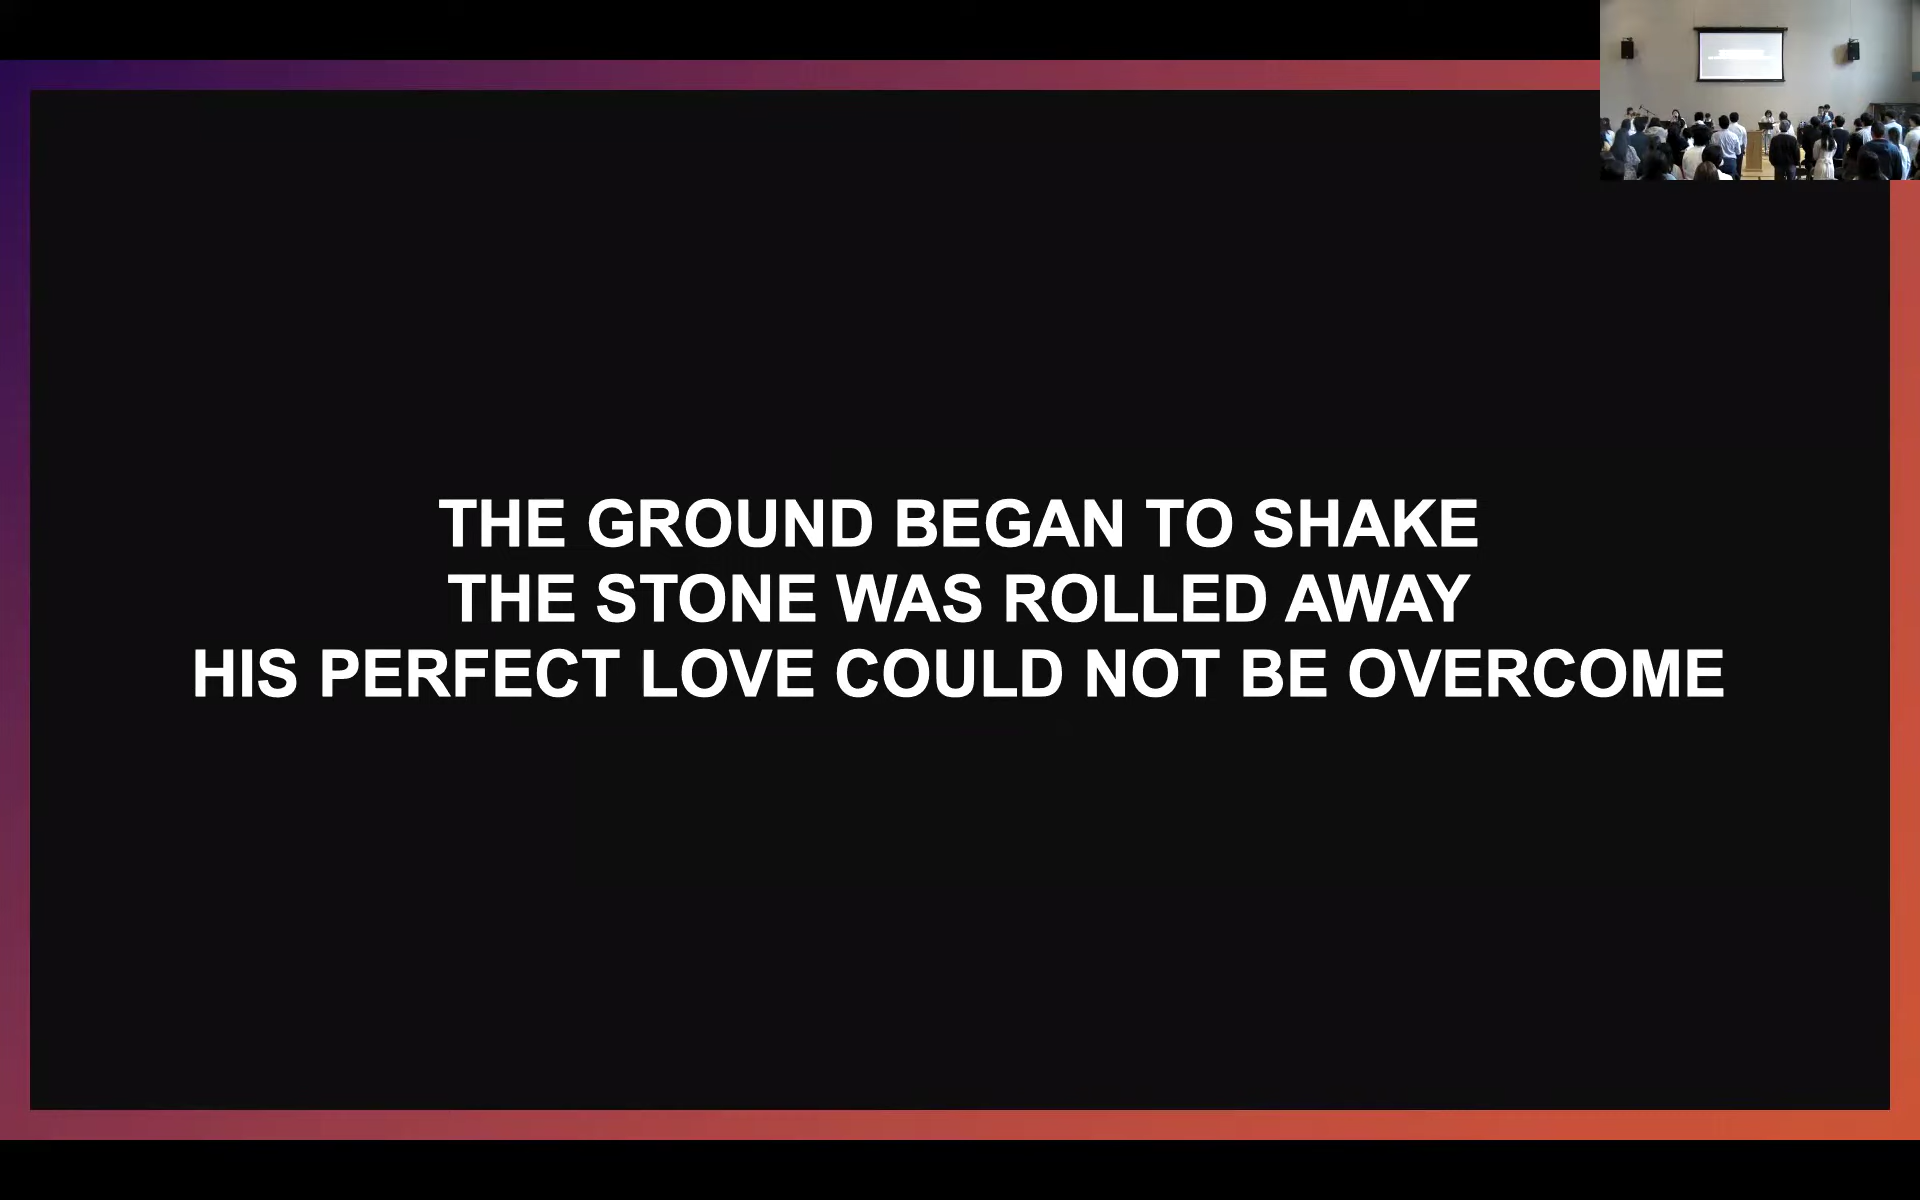 THE GROUND BEGAN TO SHAKE
THE STONE WAS ROLLED AWAY
HIS PERFECT LOVE COULD NOT BE OVERCOME